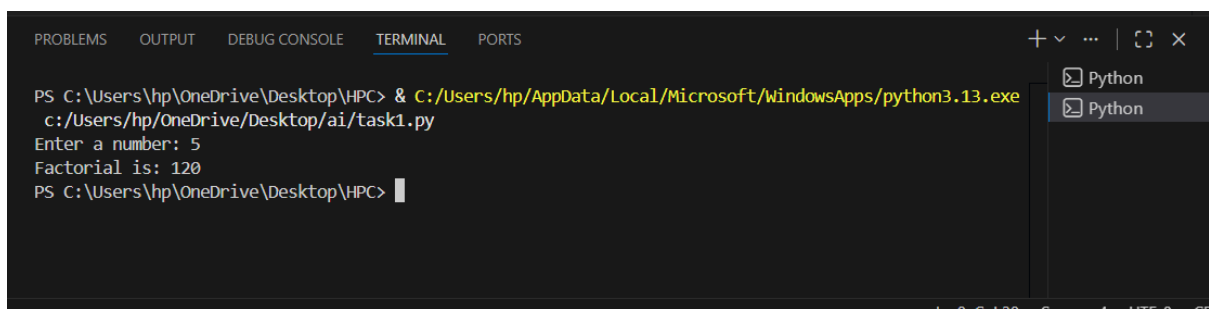 PROBLEMS OUTPUT DEBUG CONSOLE TERMINAL PORTS
Python
Python
PS C:\Users\hp\OneDrive\Desktop\HPC> & C:/Users/hp/AppData/Local/Microsoft/WindowsApps/python3.13.exe
c:/Users/hp/OneDrive/Desktop/ai/task1.py
Enter a number: 5
Factorial is: 120
PS C:\Users\hp\OneDrive\Desktop\HPC>